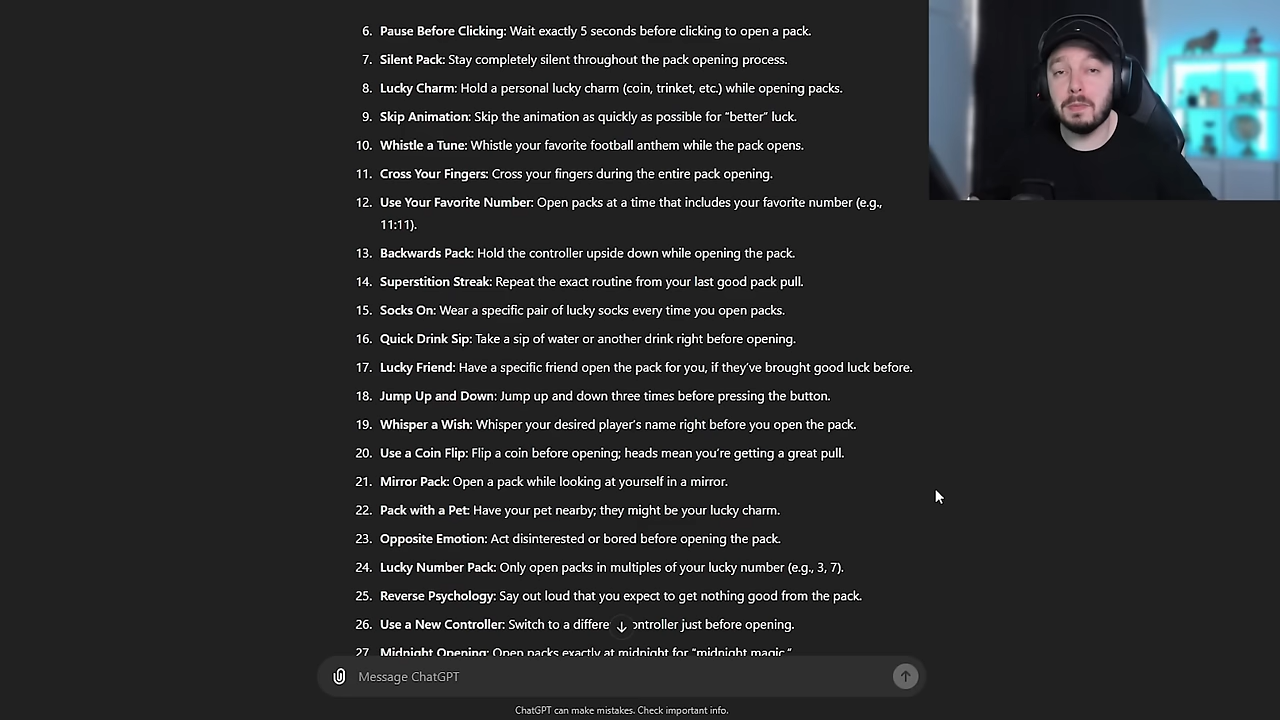 6. Pause Before Clicking: Wait exactly 5 seconds before clicking to open a pack.
7. Silent Pack: Stay completely silent throughout the pack opening process.
8. Lucky Charm: Hold a personal lucky charm (coin, trinket, etc.) while opening packs.
9. Skip Animation: Skip the animation as quickly as possible for “better” luck.
10. Whistle a Tune: Whistle your favorite football anthem while the pack opens.
11. Cross Your Fingers: Cross your fingers during the entire pack opening.
12. Use Your Favorite Number: Open packs at a time that includes your favorite number (e.g.,
11:11).
13. Backwards Pack: Hold the controller upside down while opening the pack.
14. Superstition Streak: Repeat the exact routine from your last good pack pull.
15. Socks On: Wear a specific pair of lucky socks every time you open packs.
16. Quick Drink Sip: Take a sip of water or another drink right before opening.
17. Lucky Friend: Have a specific friend open the pack for you, if they’ve brought good luck before.
18. Jump Up and Down: Jump up and down three times before pressing the button.
19. Whisper a Wish: Whisper your desired player’s name right before you open the pack.
20. Use a Coin Flip: Flip a coin before opening; heads mean you’re getting a great pull.
21. Mirror Pack: Open a pack while looking at yourself in a mirror.
22. Pack with a Pet: Have your pet nearby; they might be your lucky charm.
23. Opposite Emotion: Act disinterested or bored before opening the pack.
24. Lucky Number Pack: Only open packs in multiples of your lucky number (e.g., 3, 7).
25. Reverse Psychology: Say out loud that you expect to get nothing good from the pack.
26. Use a New Controller: Switch to a differe ontroller just before opening.
27. Midnight Opening: Open packs exactly at midnight for “midnight magic.”
Message ChatGPT
ChatGPT can make mistakes. Check important info.